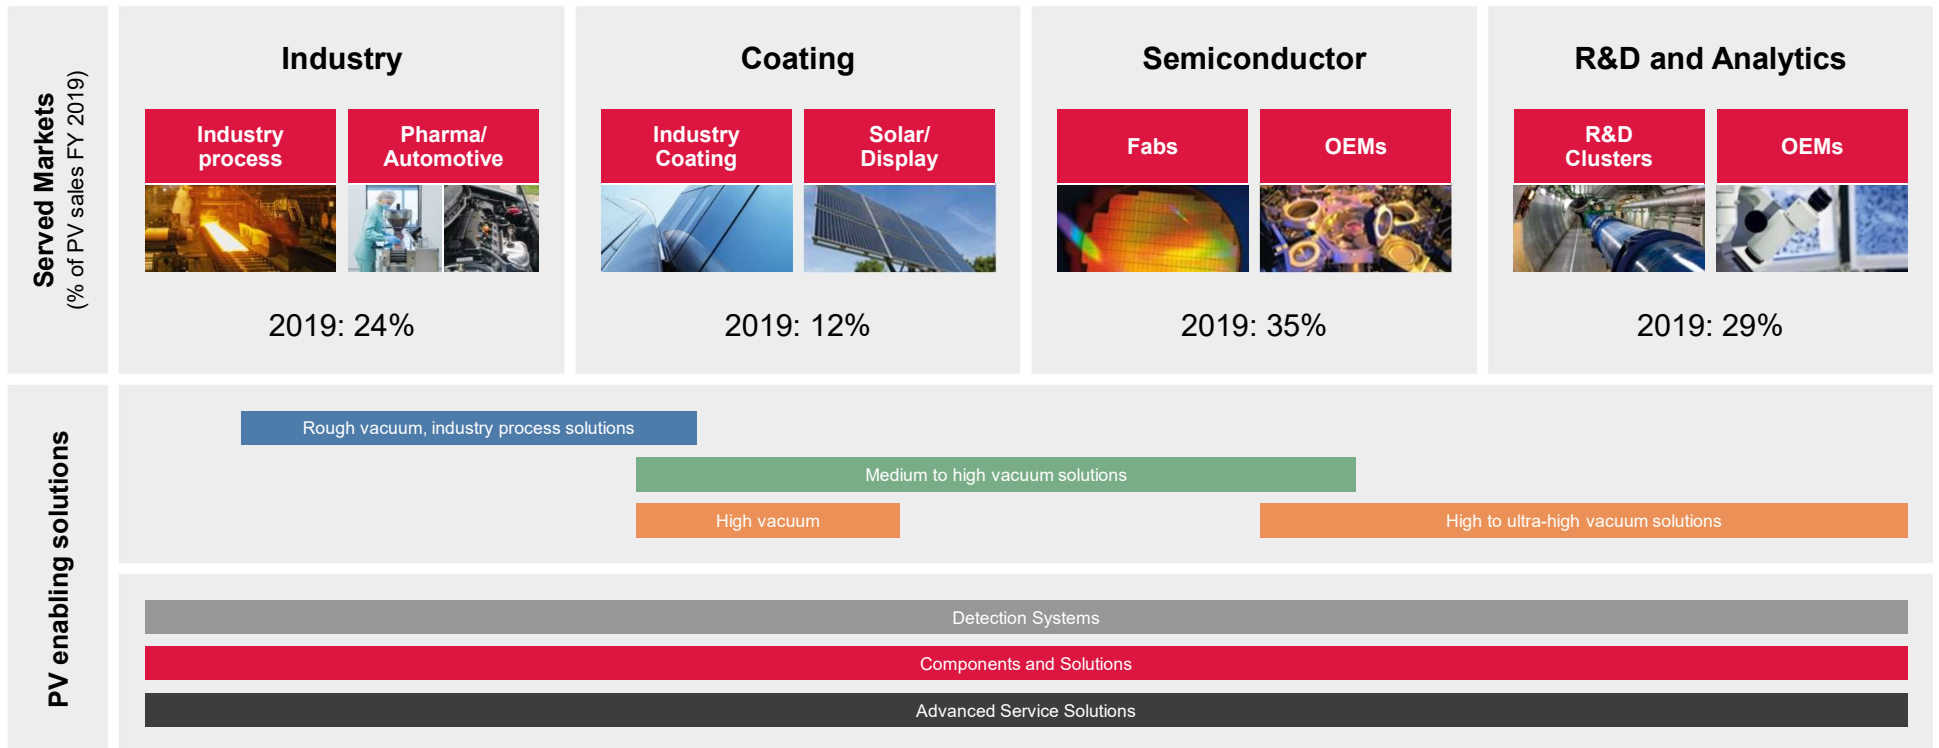 Served Markets
(% of PV sales FY 2019)
Industry
Industry
process
Pharma/
Automotive
2019: 24%
Coating
Industry
Coating
Solar/
Display
2019: 12%
Semiconductor
Fabs
OEMs
2019: 35%
R&D and Analytics
R&D
Clusters
OEMs
2019: 29%
PV enabling solutions
Rough vacuum, industry process solutions
Medium to high vacuum solutions
High vacuum
High to ultra-high vacuum solutions
Detection Systems
Components and Solutions
Advanced Service Solutions